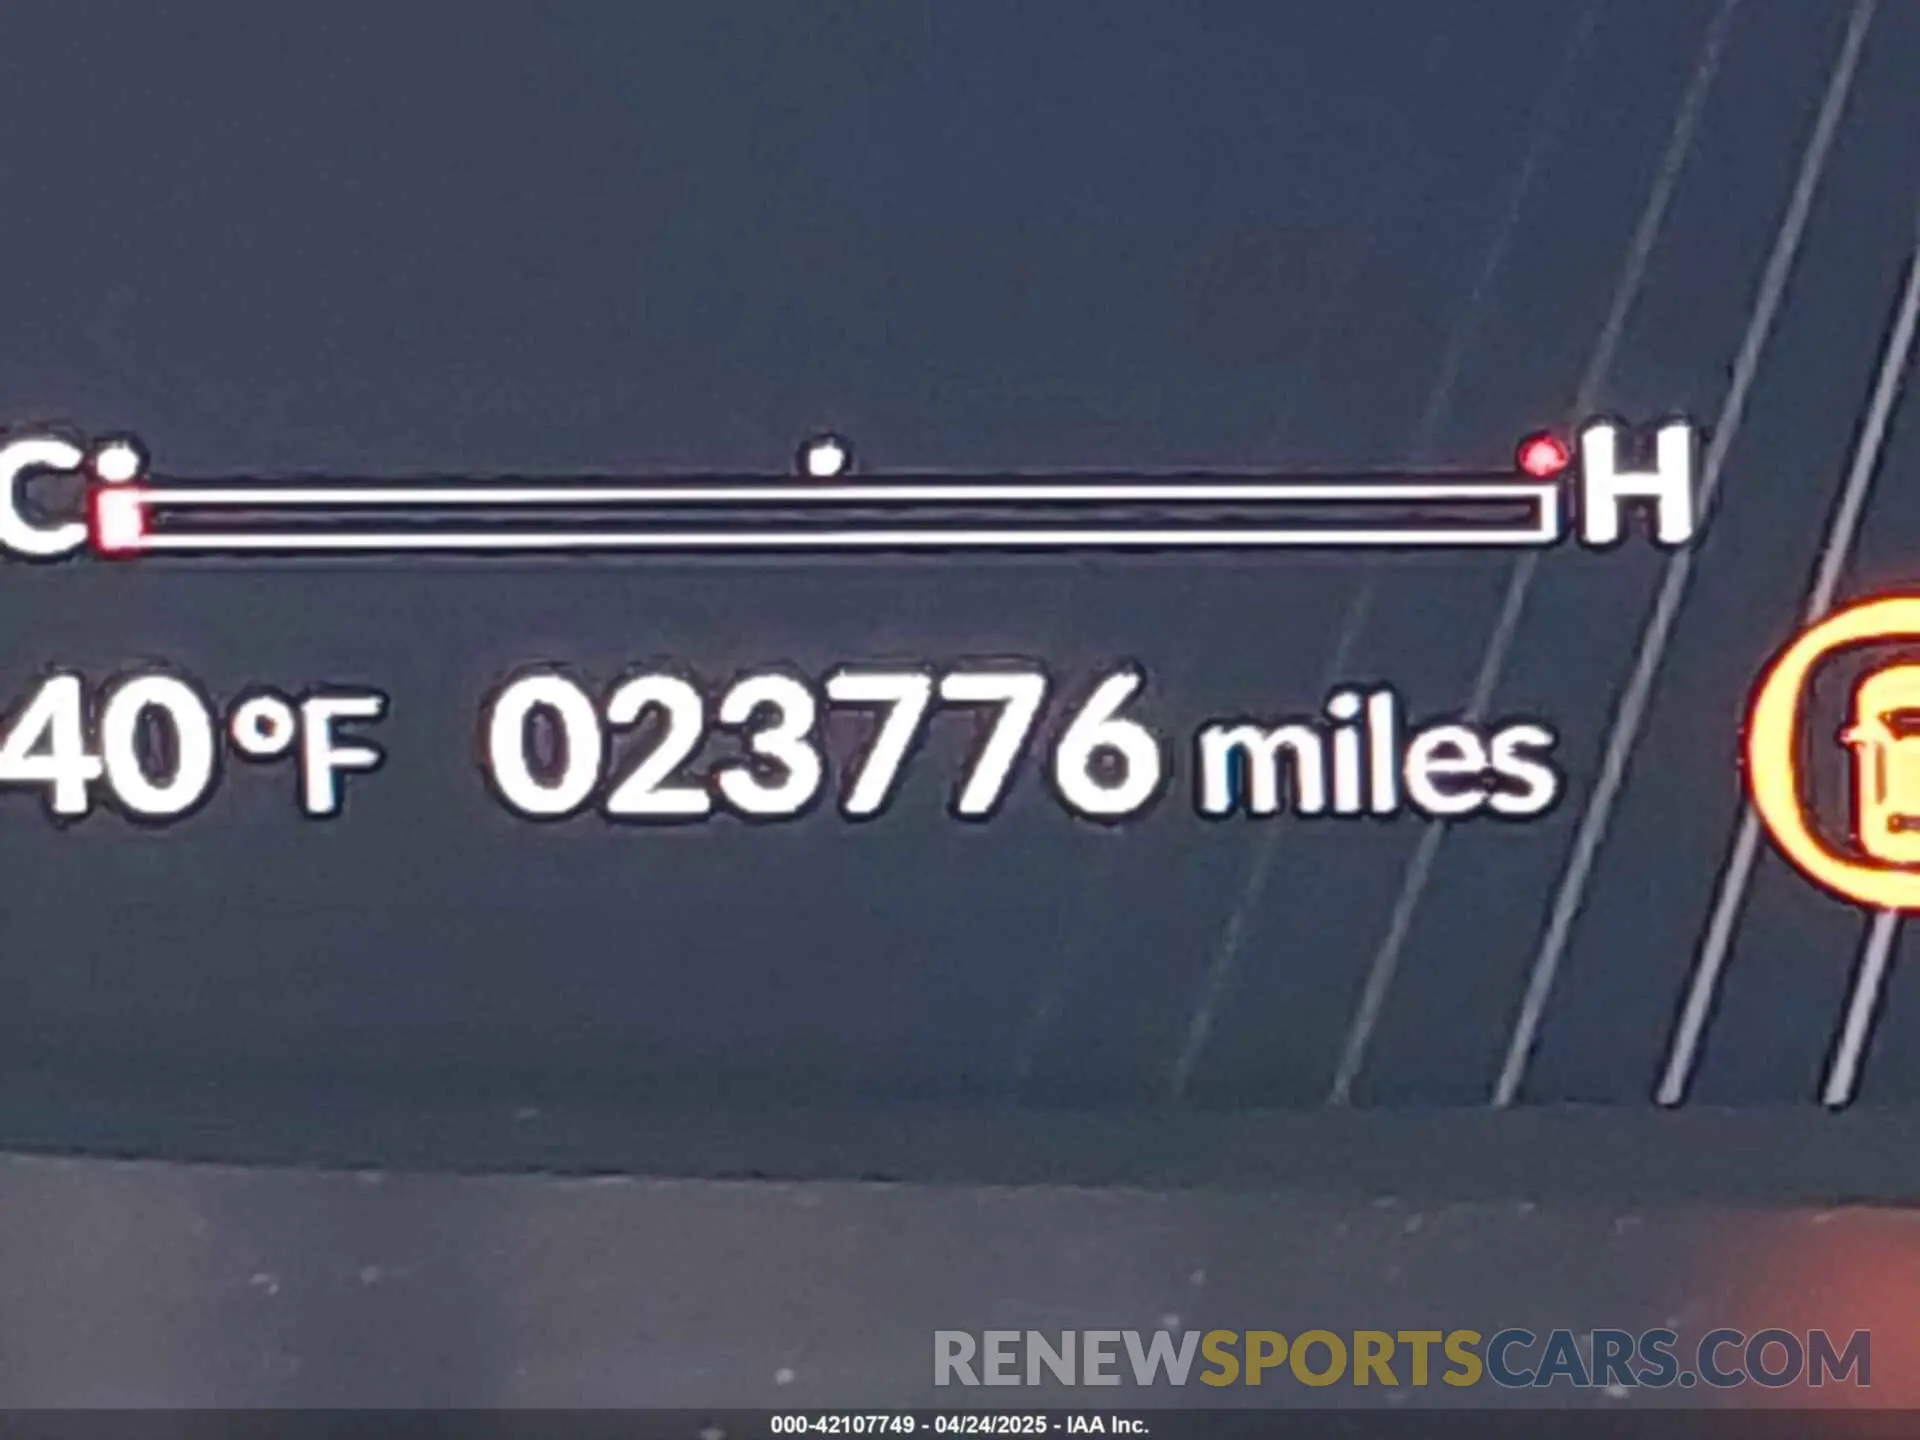 C H
40°F 023776 miles
RENEWSPORTSCARS.COM
000-42107749 - 04/24/2025 - IAA Inc.